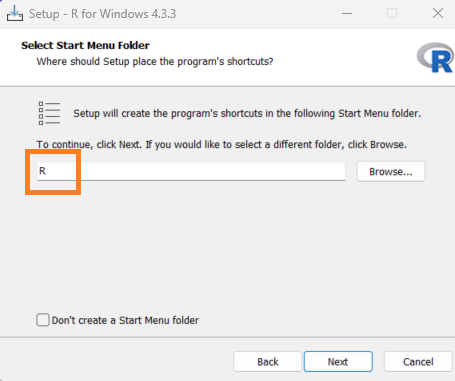 Setup - R for Windows 4.3.3
Select Start Menu Folder
Where should Setup place the program's shortcuts?
R
Setup will create the program's shortcuts in the following Start Menu folder.
To continue, click Next. If you would like to select a different folder, click Browse.
R
Browse...
Don't create a Start Menu folder
Back
Next
Cancel